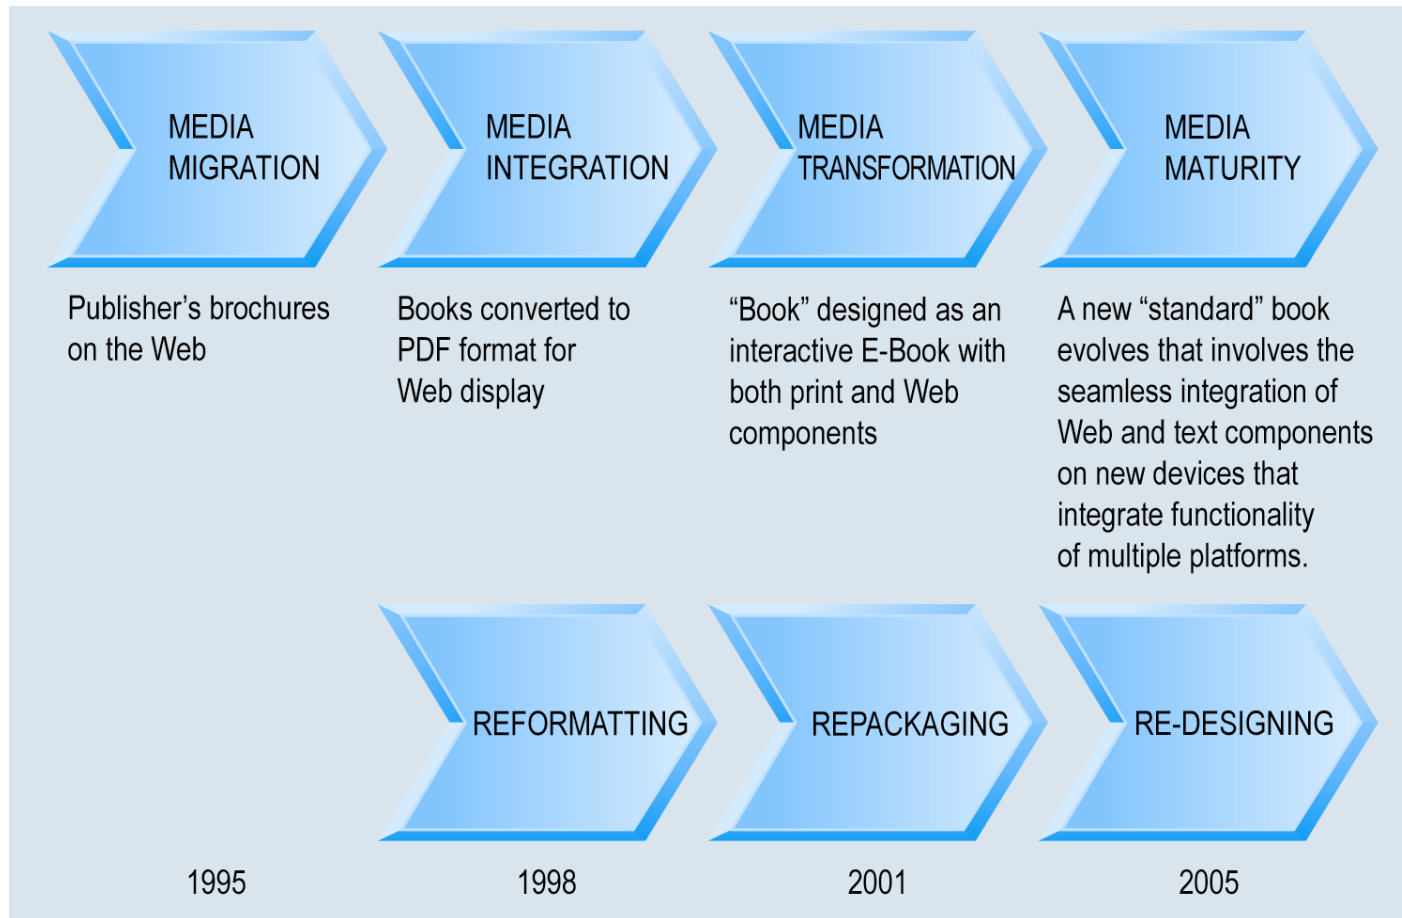 MEDIA
MIGRATION
MEDIA
INTEGRATION
MEDIA
TRANSFORMATION
MEDIA
MATURITY
Publisher’s brochures
on the Web
Books converted to
PDF format for
Web display
“Book” designed as an
interactive E-Book with
both print and Web
components
A new “standard” book
evolves that involves the
seamless integration of
Web and text components
on new devices that
integrate functionality
of multiple platforms.
REFORMATTING
REPACKAGING
RE-DESIGNING
1995
1998
2001
2005